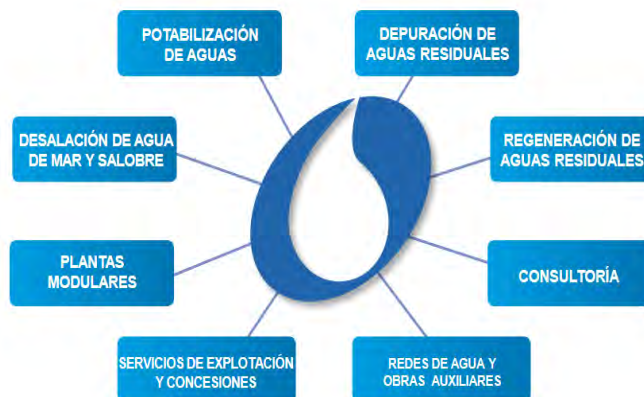 POTABILIZACIÓN
DE AGUAS
DEPURACIÓN DE
AGUAS RESIDUALES
DESALACIÓN DE AGUA
DE MAR Y SALOBRE
REGENERACIÓN DE
AGUAS RESIDUALES
PLANTAS
MODULARES
CONSULTORÍA
SERVICIOS DE EXPLOTACIÓN
Y CONCESIONES
REDES DE AGUA Y
OBRAS AUXILIARES